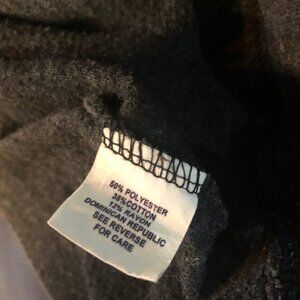 50% POLYESTER
38% COTTON
12% RAYON
DOMINICAN REPUBLIC
SEE REVERSE
FOR CARE